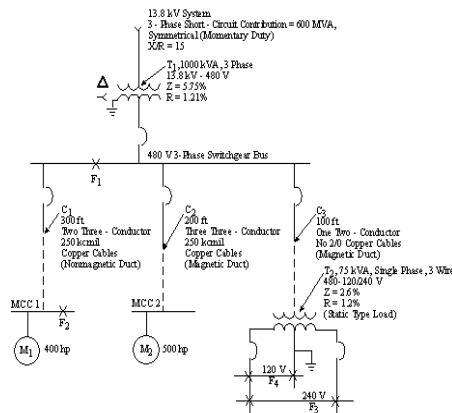 13.8 kV System
3 - Phase Short - Circuit Contribution = 600 MVA,
Symmetrical (Momentary Duty)
X/R = 15
T1, 1000 kVA, 3 Phase
13.8 kV - 480 V
Z = 5.75%
R = 1.21%
Δ
480 V 3-Phase Switchgear Bus
F1
C1
300 ft
Two Three - Conductor
250 kcmil
Copper Cables
(Nonmagnetic Duct)
C2
200 ft
Three Three - Conductor
250 kcmil
Copper Cables
(Magnetic Duct)
C3
100 ft
One Two - Conductor
No 2/0 Copper Cables
(Magnetic Duct)
T2, 75 kVA, Single Phase, 3 Wire
480-120/240 V
Z = 2.6%
R = 1.2%
(Static Type Load)
MCC 1
F2
MCC 2
M1
400 hp
M2
500 hp
120 V
F4
240 V
F3